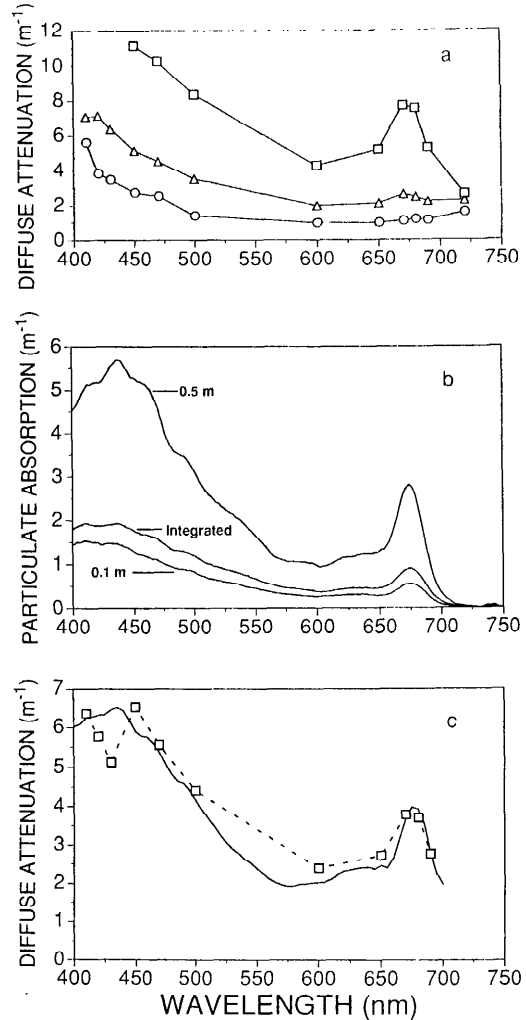 DIFFUSE ATTENUATION (m-1)
12
10
8
6
4
2
0
a
400 450 500 550 600 650 700 750
PARTICULATE ABSORPTION (m-1)
6
5
4
3
2
1
0
b
0.5 m
Integrated
0.1 m
400 450 500 550 600 650 700 750
DIFFUSE ATTENUATION (m-1)
7
6
5
4
3
2
1
0
c
400 450 500 550 600 650 700 750
WAVELENGTH (nm)